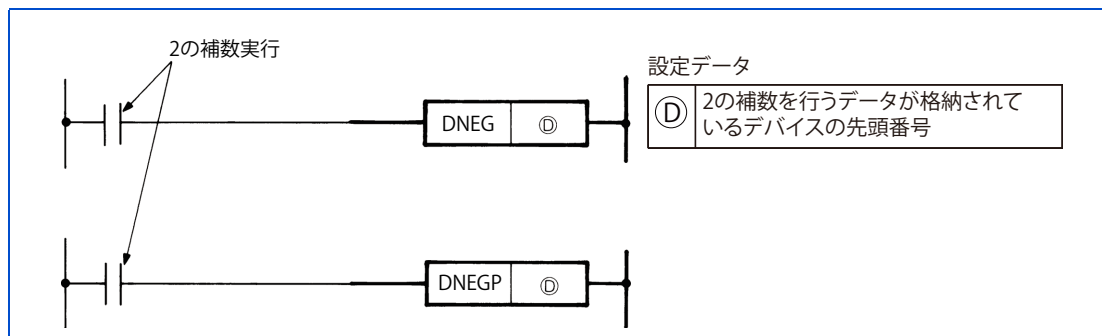 2の補数実行
設定データ
DNEG Ⓓ
Ⓓ 2の補数を行うデータが格納されて
いるデバイスの先頭番号
DNEGP Ⓓ